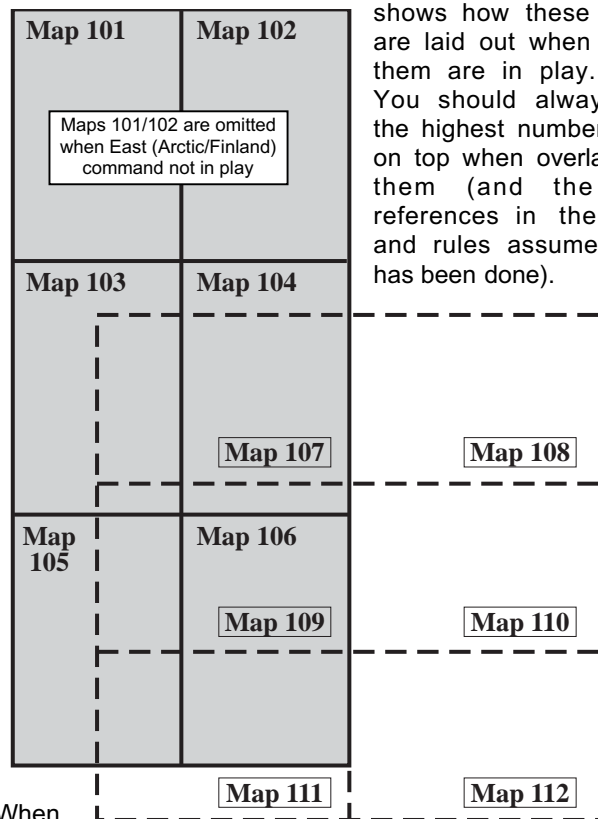 shows how these
are laid out when
them are in play.
You should alway
the highest number
on top when overla
them (and the
references in the
and rules assume
has been done).
Map 101
Map 102
Maps 101/102 are omitted
when East (Arctic/Finland)
command not in play
Map 103
Map 104
Map 107
Map 108
Map
105
Map 106
Map 109
Map 110
Map 111
Map 112
When